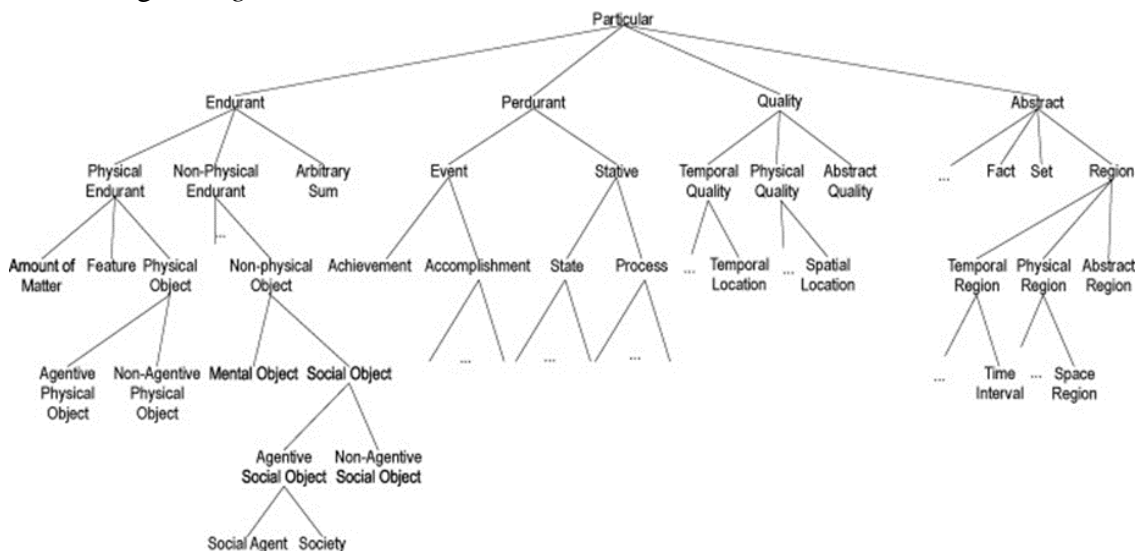 Particular
Endurant Perdurant Quality Abstract
Physical Non-Physical Arbitrary Event Stative Temporal Physical Abstract ... Fact Set Region
Endurant Endurant Sum Quality Quality Quality
...
Amount of Feature Physical Non-physical Achievement Accomplishment State Process ... Temporal ... Spatial Temporal Physical Abstract
Matter Object Object Location Location Region Region Region
... ... ...
Agentive Non-Agentive Mental Object Social Object ... Time ... Space
Physical Physical Interval Region
Object Object
Agentive Non-Agentive
Social Object Social Object
Social Agent Society